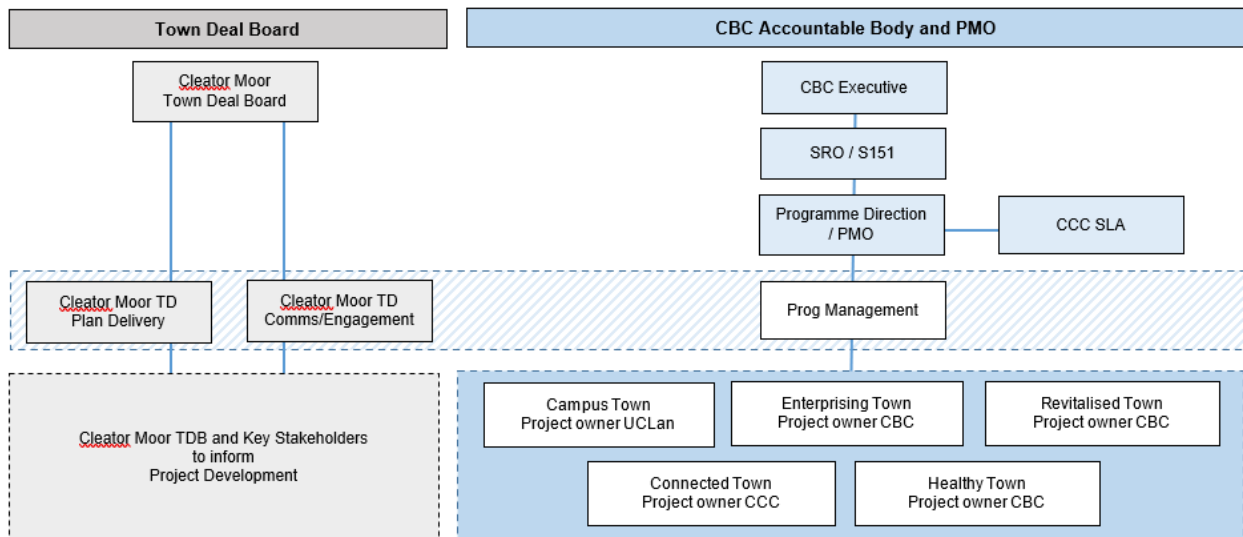 Town Deal Board
CBC Accountable Body and PMO
Cleator Moor
Town Deal Board
CBC Executive
SRO / S151
Programme Direction
/ PMO
CCC SLA
Cleator Moor TD
Plan Delivery
Cleator Moor TD
Comms/Engagement
Prog Management
Cleator Moor TDB and Key Stakeholders
to inform
Project Development
Campus Town
Project owner UCLan
Enterprising Town
Project owner CBC
Revitalised Town
Project owner CBC
Connected Town
Project owner CCC
Healthy Town
Project owner CBC